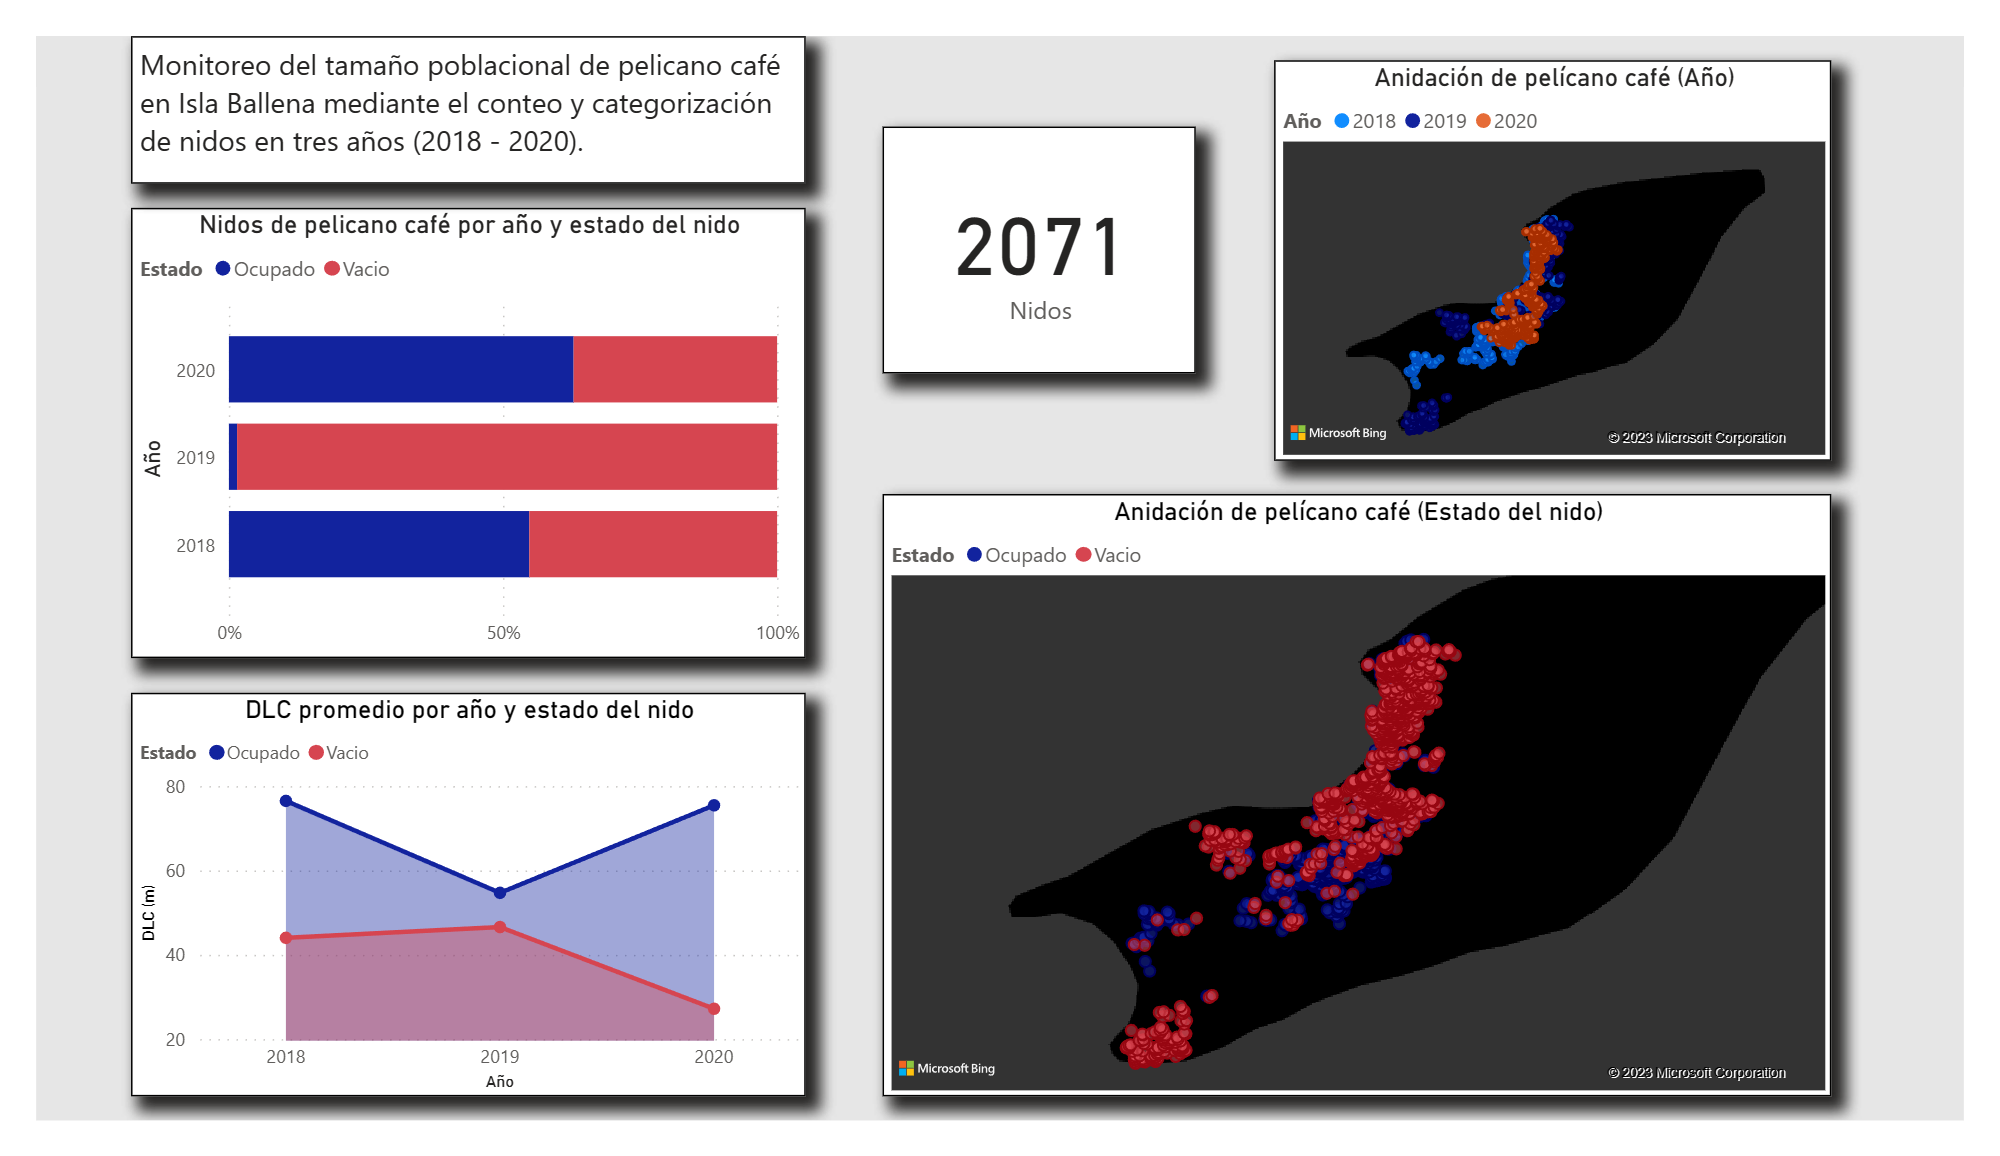 Monitoreo del tamaño poblacional de pelicano café
en Isla Ballena mediante el conteo y categorización
de nidos en tres años (2018 - 2020).
Nidos de pelicano café por año y estado del nido
Estado Ocupado Vacio
Año
2020
2019
2018
0% 50% 100%
DLC promedio por año y estado del nido
Estado Ocupado Vacio
DLC (m)
80
60
40
20
2018 2019 2020
Año
2071
Nidos
Anidación de pelícano café (Año)
Año 2018 2019 2020
Microsoft Bing
© 2023 Microsoft Corporation
Anidación de pelícano café (Estado del nido)
Estado Ocupado Vacio
Microsoft Bing
© 2023 Microsoft Corporation